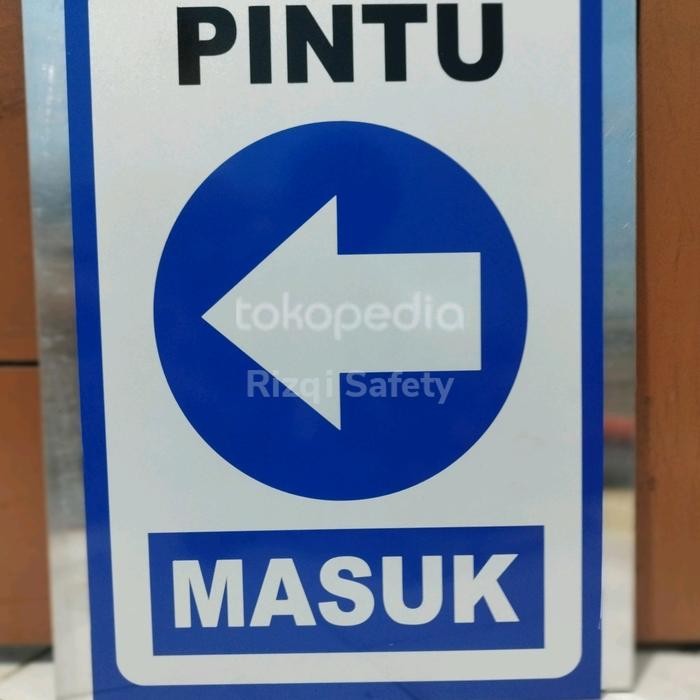 PINTU
tokopedia
Rizqi Safety
MASUK